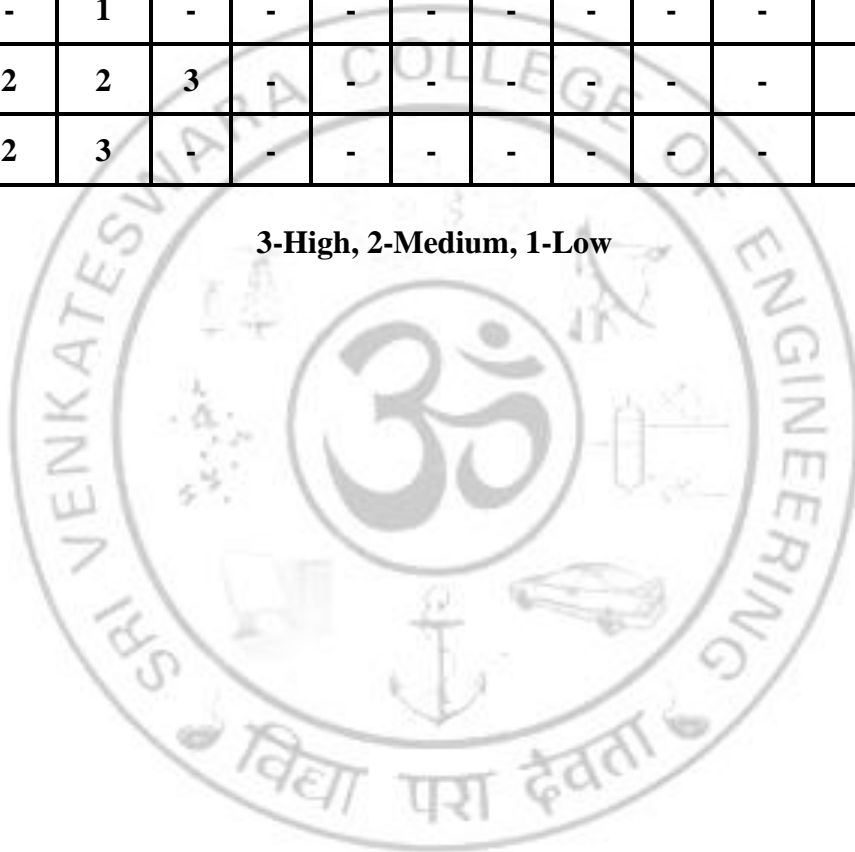 - 1 - - - - - - - -
2 2 3 - - - - - - -
2 3 - - - - - - - -
3-High, 2-Medium, 1-Low
SRI VENKATESWARA COLLEGE OF ENGINEERING
ॐ
विद्या परा देवता